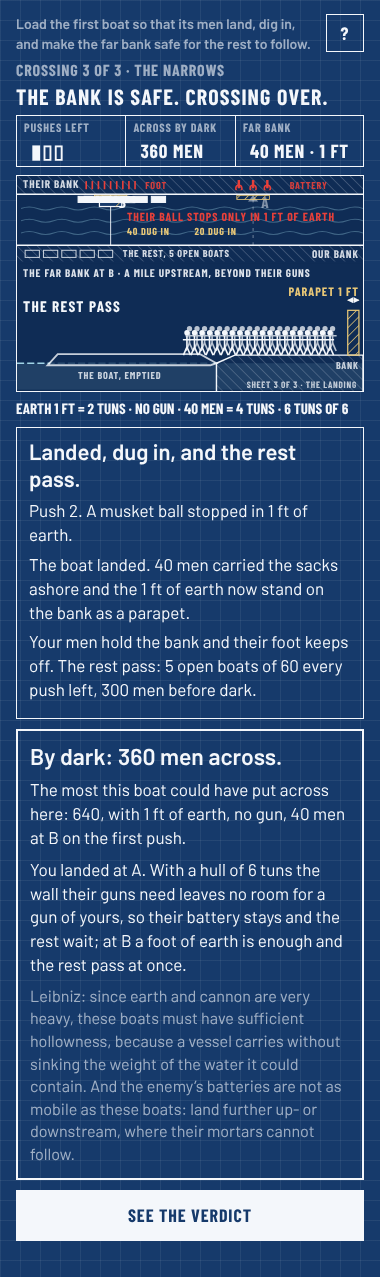 Load the first boat so that its men land, dig in,
and make the far bank safe for the rest to follow.
?
CROSSING 3 OF 3 · THE NARROWS
THE BANK IS SAFE. CROSSING OVER.
PUSHES LEFT
ACROSS BY DARK
360 MEN
FAR BANK
40 MEN · 1 FT
THEIR BANK
FOOT
BATTERY
A
THEIR BALL STOPS ONLY IN 1 FT OF EARTH
40 DUG IN
20 DUG IN
THE REST, 5 OPEN BOATS
OUR BANK
THE FAR BANK AT B · A MILE UPSTREAM, BEYOND THEIR GUNS
PARAPET 1 FT
THE REST PASS
BANK
THE BOAT, EMPTIED
SHEET 3 OF 3 · THE LANDING
EARTH 1 FT = 2 TUNS · NO GUN · 40 MEN = 4 TUNS · 6 TUNS OF 6
Landed, dug in, and the rest
pass.
Push 2. A musket ball stopped in 1 ft of
earth.
The boat landed. 40 men carried the sacks
ashore and the 1 ft of earth now stand on
the bank as a parapet.
Your men hold the bank and their foot keeps
off. The rest pass: 5 open boats of 60 every
push left, 300 men before dark.
By dark: 360 men across.
The most this boat could have put across
here: 640, with 1 ft of earth, no gun, 40 men
at B on the first push.
You landed at A. With a hull of 6 tuns the
wall their guns need leaves no room for a
gun of yours, so their battery stays and the
rest wait; at B a foot of earth is enough and
the rest pass at once.
Leibniz: since earth and cannon are very
heavy, these boats must have sufficient
hollowness, because a vessel carries without
sinking the weight of the water it could
contain. And the enemy's batteries are not as
mobile as these boats: land further up- or
downstream, where their mortars cannot
follow.
SEE THE VERDICT